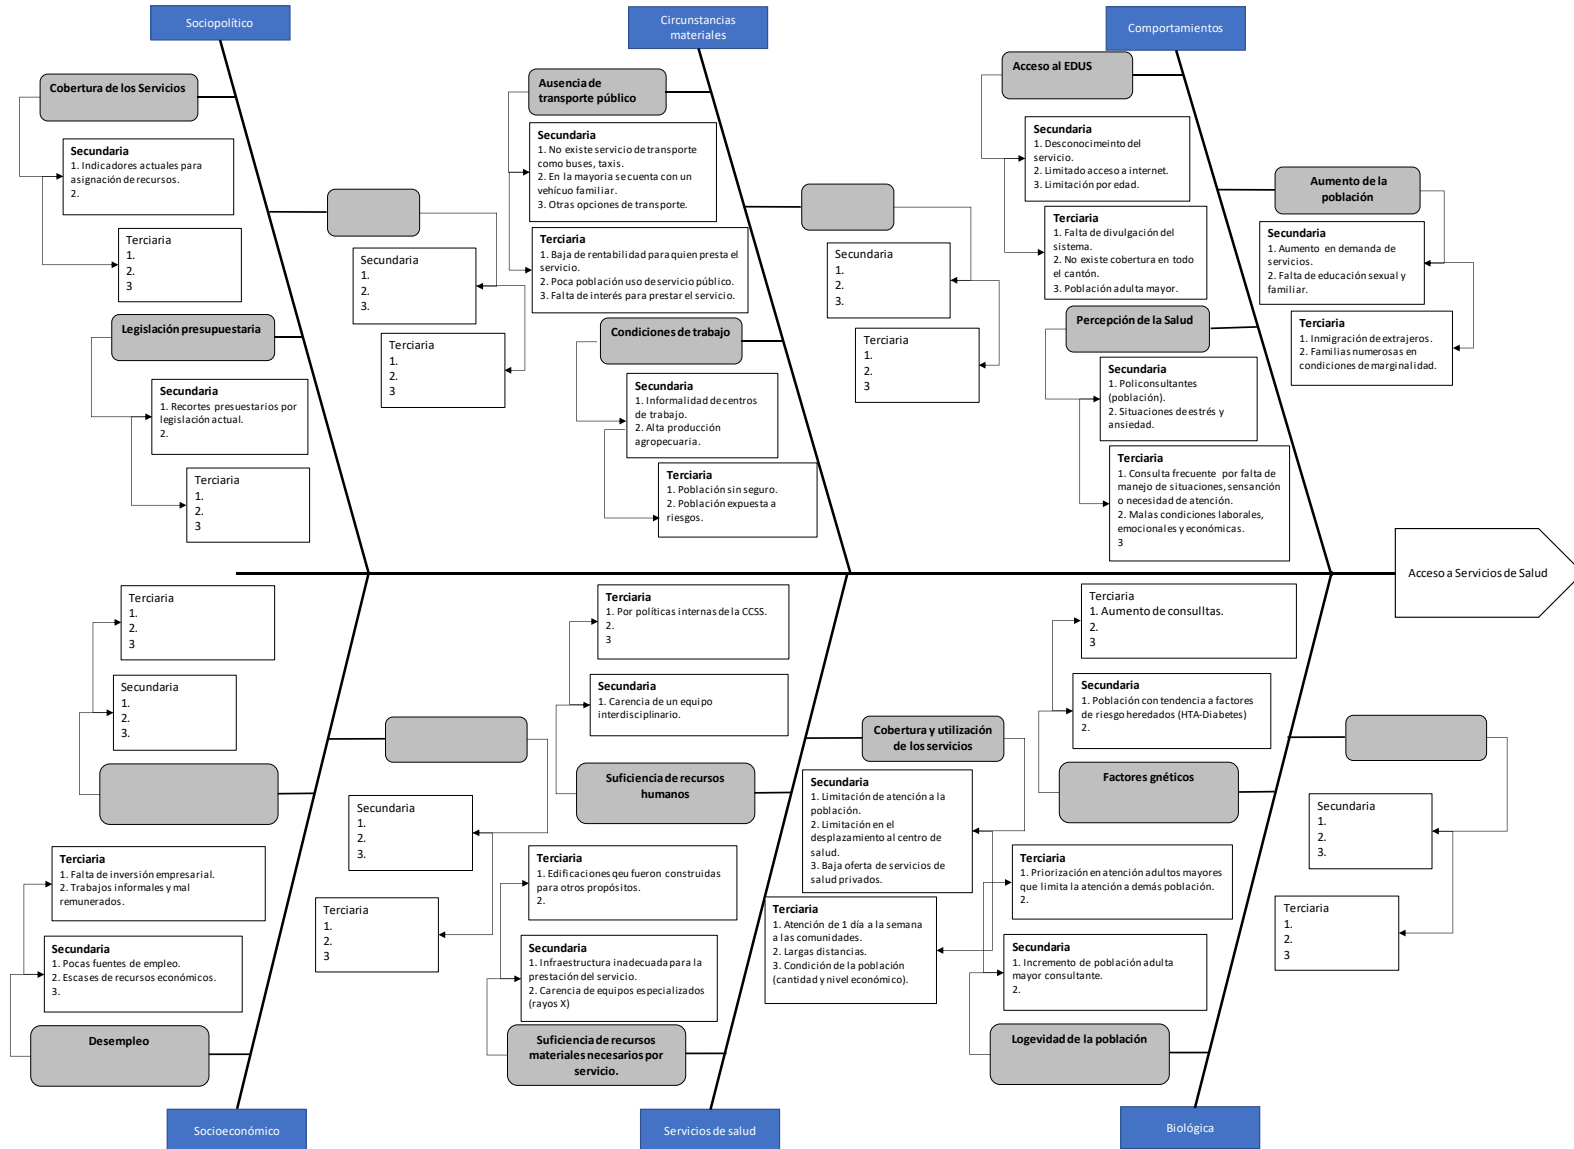 Sociopolítico
Cobertura de los Servicios
Secundaria
1. Indicadores actuales para
asignación de recursos.
2.
Terciaria
1.
2.
3
Legislación presupuestaria
Secundaria
1. Recortes presuestarios por
legislación actual.
2.
Terciaria
1.
2.
3
Secundaria
1.
2.
3.
Terciaria
1.
2.
3
Circunstancias
materiales
Ausencia de
transporte público
Secundaria
1. No existe servicio de transporte
como buses, taxis.
2. En la mayoria se cuenta con un
vehícuo familiar.
3. Otras opciones de transporte.
Terciaria
1. Baja de rentabilidad para quien presta el
servicio.
2. Poca población uso de servicio público.
3. Falta de interés para prestar el servicio.
Condiciones de trabajo
Secundaria
1. Informalidad de centros
de trabajo.
2. Alta producción
agropecuaria.
Terciaria
1. Población sin seguro.
2. Población expuesta a
riesgos.
Secundaria
1.
2.
3.
Terciaria
1.
2.
3
Comportamientos
Acceso al EDUS
Secundaria
1. Desconocimeinto del
servicio.
2. Limitado acceso a internet.
3. Limitación por edad.
Terciaria
1. Falta de divulgación del
sistema.
2. No existe cobertura en todo
el cantón.
3. Población adulta mayor.
Percepción de la Salud
Secundaria
1. Policonsultantes
(población).
2. Situaciones de estrés y
ansiedad.
Terciaria
1. Consulta frecuente por falta de
manejo de situaciones, sensanción
o necesidad de atención.
2. Malas condiciones laborales,
emocionales y económicas.
3
Aumento de la
población
Secundaria
1. Aumento en demanda de
servicios.
2. Falta de educación sexual y
familiar.
Terciaria
1. Inmigración de extrajeros.
2. Familias numerosas en
condiciones de marginalidad.
Acceso a Servicios de Salud
Terciaria
1.
2.
3
Secundaria
1.
2.
3.
Terciaria
1. Falta de inversión empresarial.
2. Trabajos informales y mal
remunerados.
Secundaria
1. Pocas fuentes de empleo.
2. Escases de recursos económicos.
3.
Desempleo
Secundaria
1.
2.
3.
Terciaria
1.
2.
3
Socioeconómico
Terciaria
1. Por políticas internas de la CCSS.
2.
3
Secundaria
1. Carencia de un equipo
interdisciplinario.
Suficiencia de recursos
humanos
Terciaria
1. Edificaciones qeu fueron construidas
para otros propósitos.
2.
Secundaria
1. Infraestructura inadecuada para la
prestación del servicio.
2. Carencia de equipos especializados
(rayos X)
Suficiencia de recursos
materiales necesarios por
servicio.
Cobertura y utilización
de los servicios
Secundaria
1. Limitación de atención a la
población.
2. Limitación en el
desplazamiento al centro de
salud.
3. Baja oferta de servicios de
salud privados.
Terciaria
1. Atención de 1 día a la semana
a las comunidades.
2. Largas distancias.
3. Condición de la población
(cantidad y nivel económico).
Servicios de salud
Terciaria
1. Aumento de consulltas.
2.
3
Secundaria
1. Población con tendencia a factores
de riesgo heredados (HTA-Diabetes)
2.
Factores gnéticos
Terciaria
1. Priorización en atención adultos mayores
que limita la atención a demás población.
2.
Secundaria
1. Incremento de población adulta
mayor consultante.
2.
Logevidad de la población
Secundaria
1.
2.
3.
Terciaria
1.
2.
3
Biológica